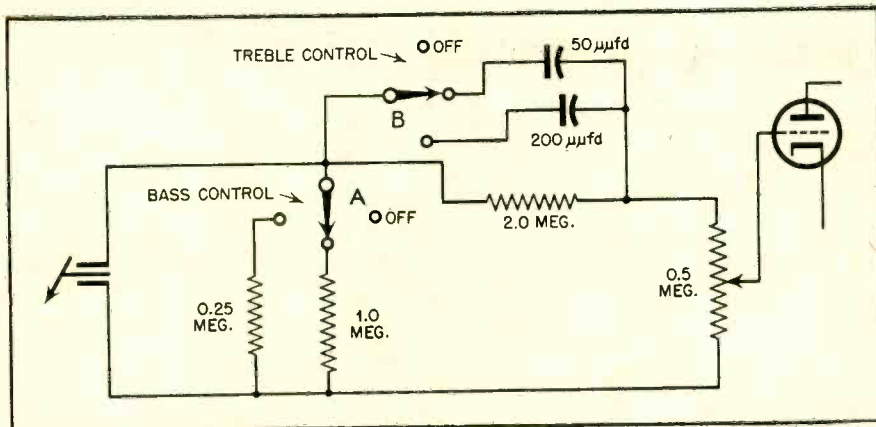 TREBLE CONTROL
OFF
50 µµfd
B
200 µµfd
BASS CONTROL
A
OFF
2.0 MEG.
0.25
MEG.
1.0
MEG.
0.5
MEG.